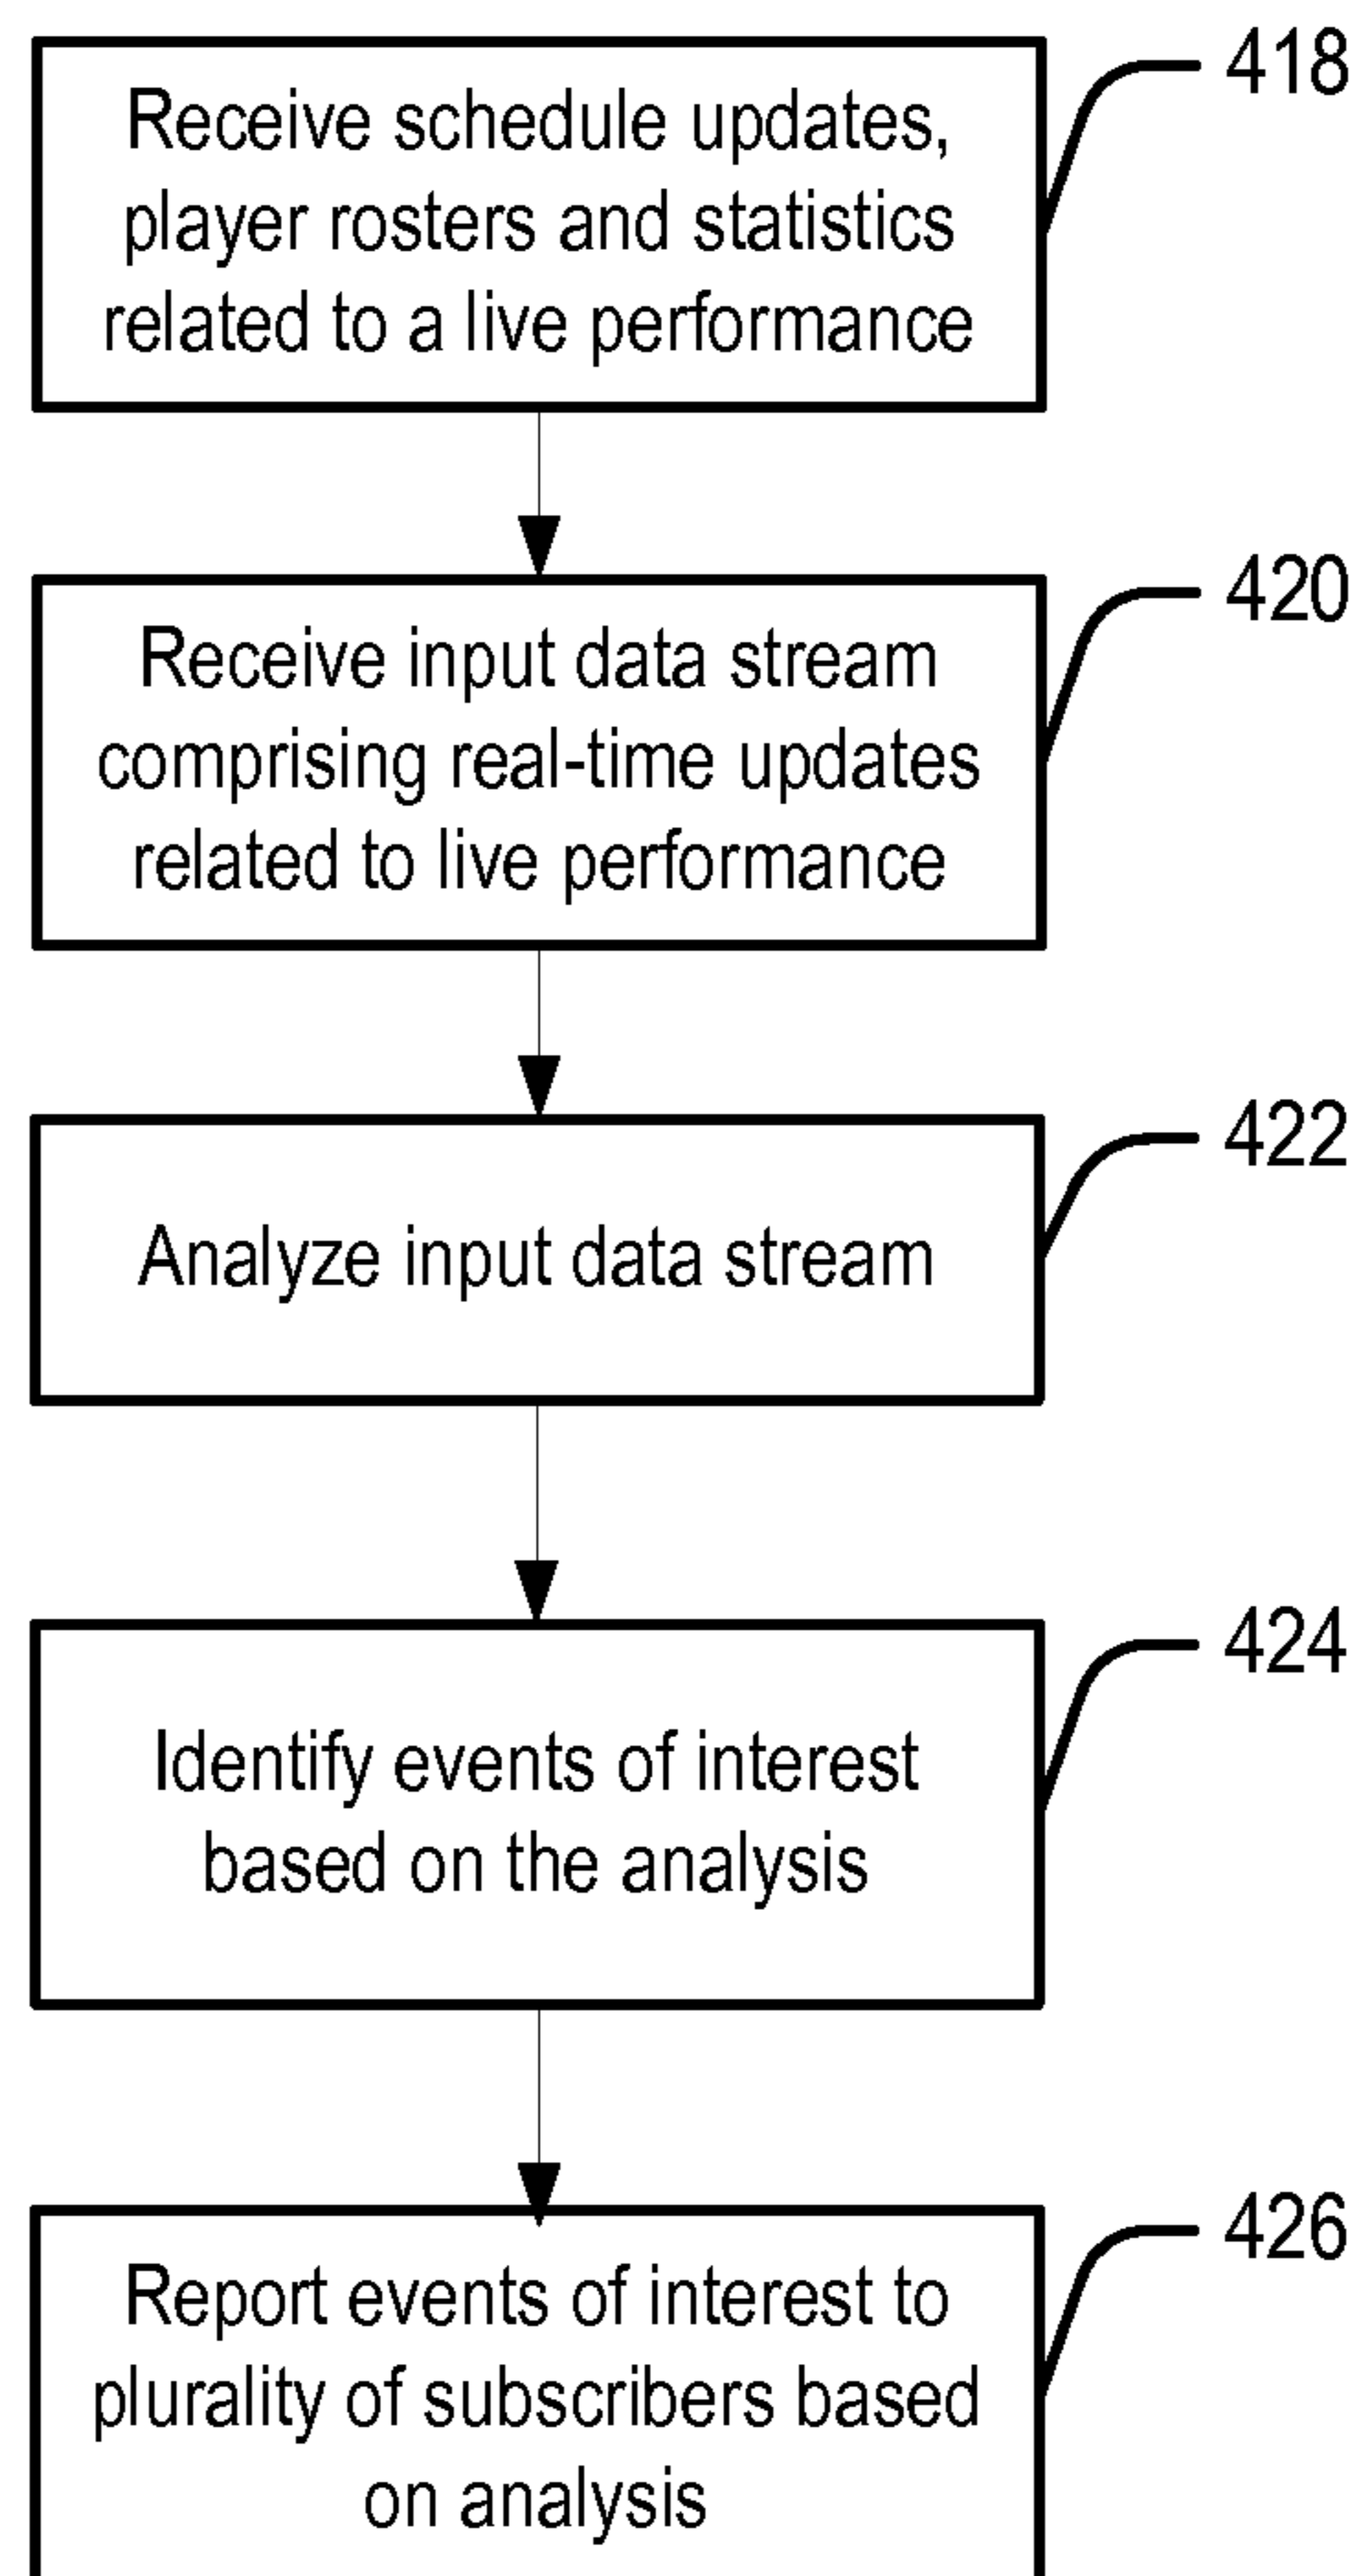 418
Receive schedule updates,
player rosters and statistics
related to a live performance
420
Receive input data stream
comprising real-time updates
related to live performance
422
Analyze input data stream
424
Identify events of interest
based on the analysis
426
Report events of interest to
plurality of subscribers based
on analysis